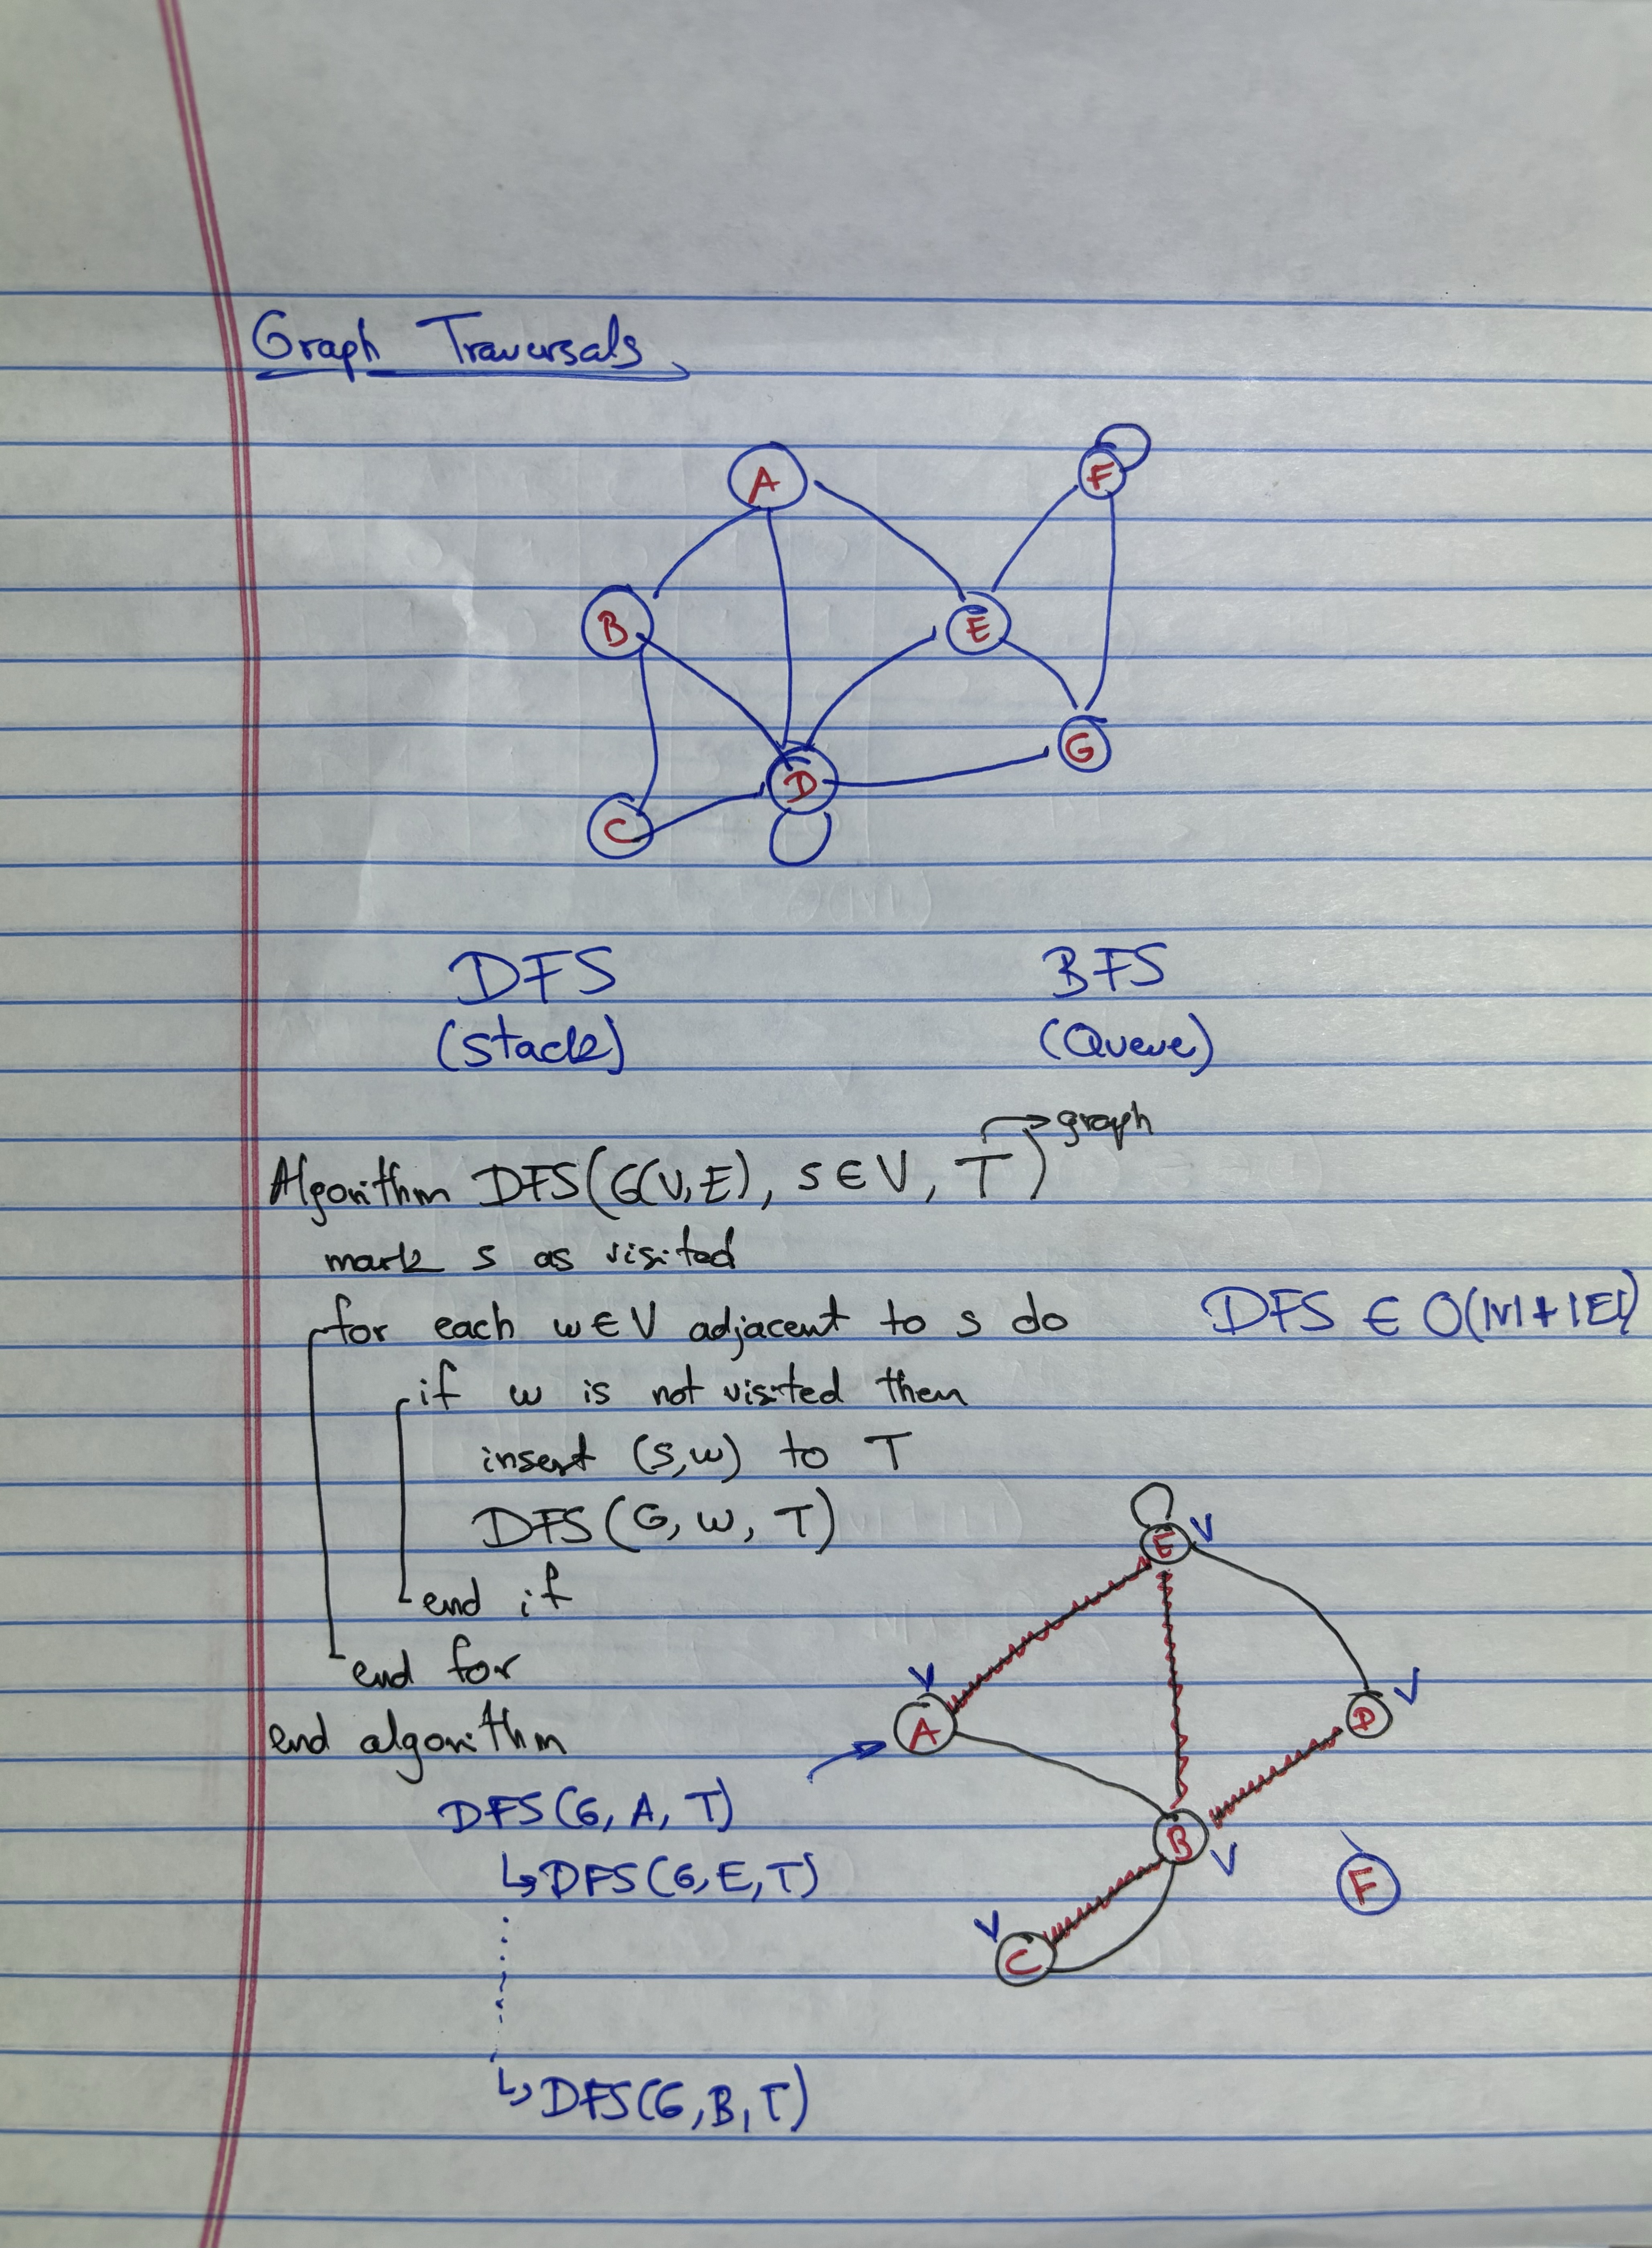 Graph Traversals
A
F
B
E
G
D
C
DFS
BFS
(stack)
(Queue)
graph
Algorithm DFS(G(V,E), s∈V, T)
mark s as visited
for each w∈V adjacent to s do
DFS ∈ O(|V|+|E|)
if w is not visited then
insert (s,w) to T
DFS(G, w, T)
E V
end if
end for
V
A
D V
end algorithm
DFS(G, A, T)
B V
DFS(G, E, T)
F
V
C
DFS(G, B, T)